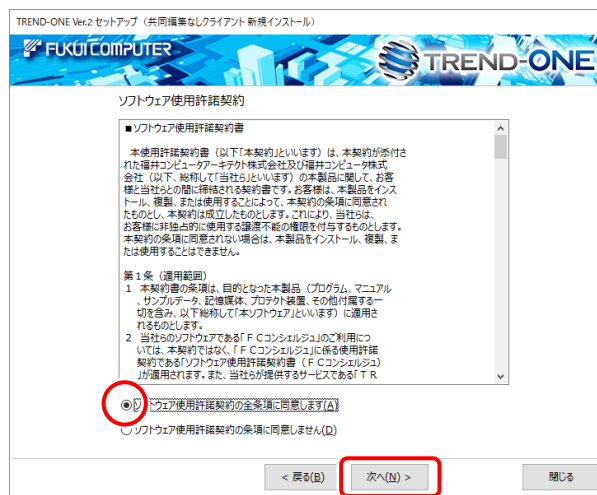 TREND-ONE Ver.2 セットアップ（共同編集なしクライアント 新規インストール）
FUKUI COMPUTER
TREND-ONE
ソフトウェア使用許諾契約
■ソフトウェア使用許諾契約書
本使用許諾契約書（以下「本契約」といいます）は、本契約が添付さ
れた福井コンピュータアーキテクト株式会社及び福井コンピュータ株式
会社（以下、総称して「当社ら」といいます）の本製品に関して、お客
様と当社らとの間に締結される契約書です。お客様は、本製品をインス
トール、複製、または使用することによって、本契約の条項に同意され
たものとし、本契約は成立したものとします。これにより、当社らは、
お客様に非独占的に使用する譲渡不能の権限を付与するものとします。
本契約の条項に同意されない場合は、本製品をインストール、複製、ま
たは使用することはできません。
第１条（適用範囲）
１　本契約書の条項は、目的となった本製品（プログラム、マニュアル
、サンプルデータ、記憶媒体、プロテクト装置、その他付属する一
切を含み、以下総称して「本ソフトウェア」といいます）に適用さ
れるものとします。
２　当社らのソフトウェアである「ＦＣコンシェルジュ」のご利用につ
いては、本契約ではなく、「ＦＣコンシェルジュ」に係る使用許諾
契約である「ソフトウェア使用許諾契約書（ＦＣコンシェルジュ）
」が適用されます。また、当社らが提供するサービスである「ＴＲ
ソフトウェア使用許諾契約の全条項に同意します(A)
ソフトウェア使用許諾契約の条項に同意しません(D)
< 戻る(B) 次へ(N) > 閉じる